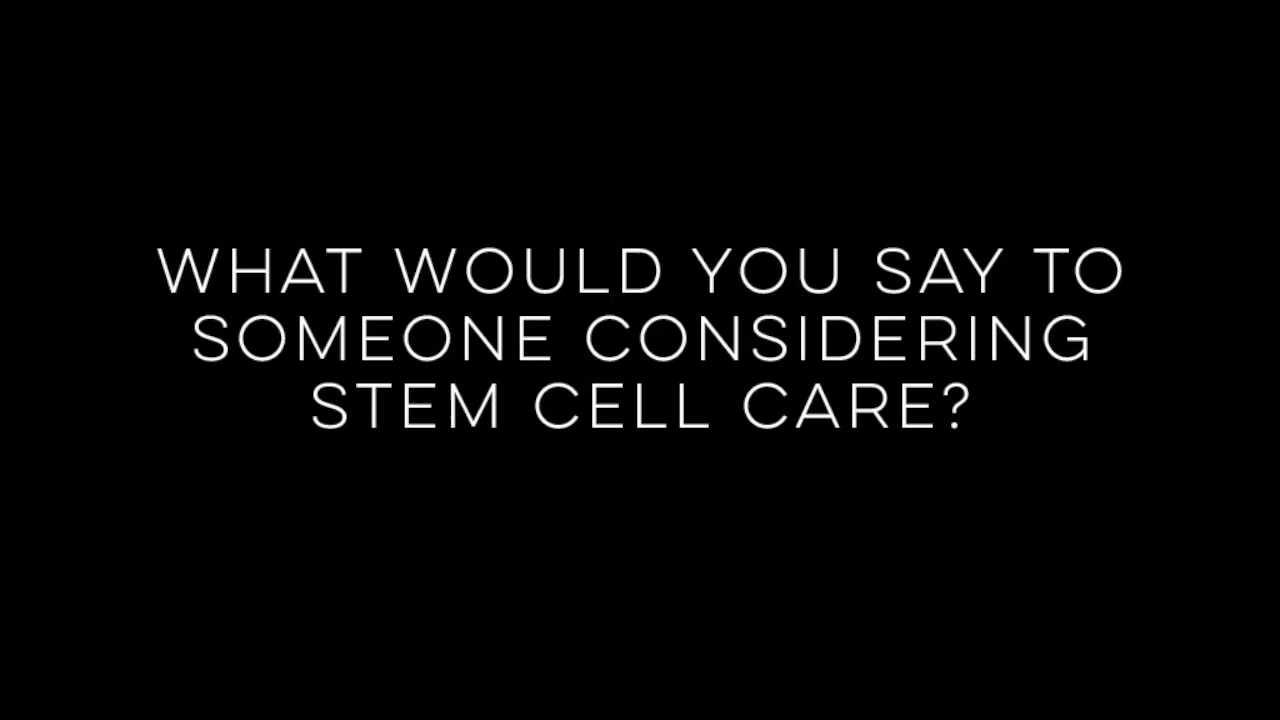 WHAT WOULD YOU SAY TO
SOMEONE CONSIDERING
STEM CELL CARE?